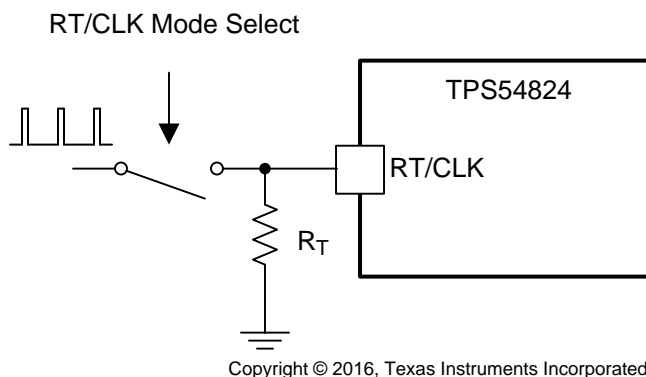 RT/CLK Mode Select
TPS54824
RT/CLK
RT
Copyright © 2016, Texas Instruments Incorporated